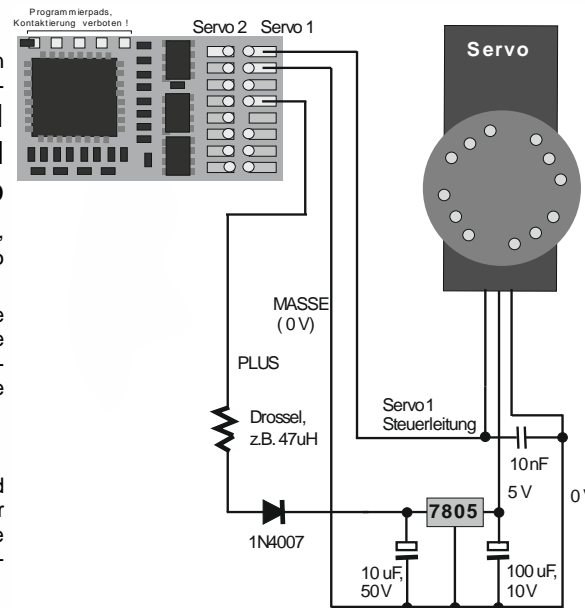 Programmierpads,
Kontaktierung verboten !
Servo 2 Servo 1
Servo
MASSE
( 0 V)
PLUS
Drossel,
z.B. 47uH
Servo1
Steuerleitung
10nF
5 V
7805
1N4007
10 uF,
50V
100 uF,
10V